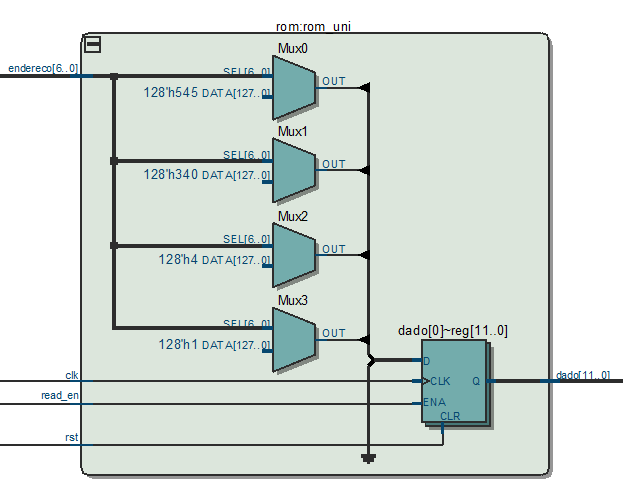 rom:rom_uni
Mux0
endereco[6..0]
SEL[6..0]
OUT
128'h545 DATA[127..0]
Mux1
SEL[6..0]
OUT
128'h340 DATA[127..0]
Mux2
SEL[6..0]
OUT
128'h4 DATA[127..0]
Mux3
SEL[6..0]
OUT
128'h1 DATA[127..0]
dado[0]~reg[11..0]
D
clk
CLK
Q
dado[11..0]
read_en
ENA
CLR
rst